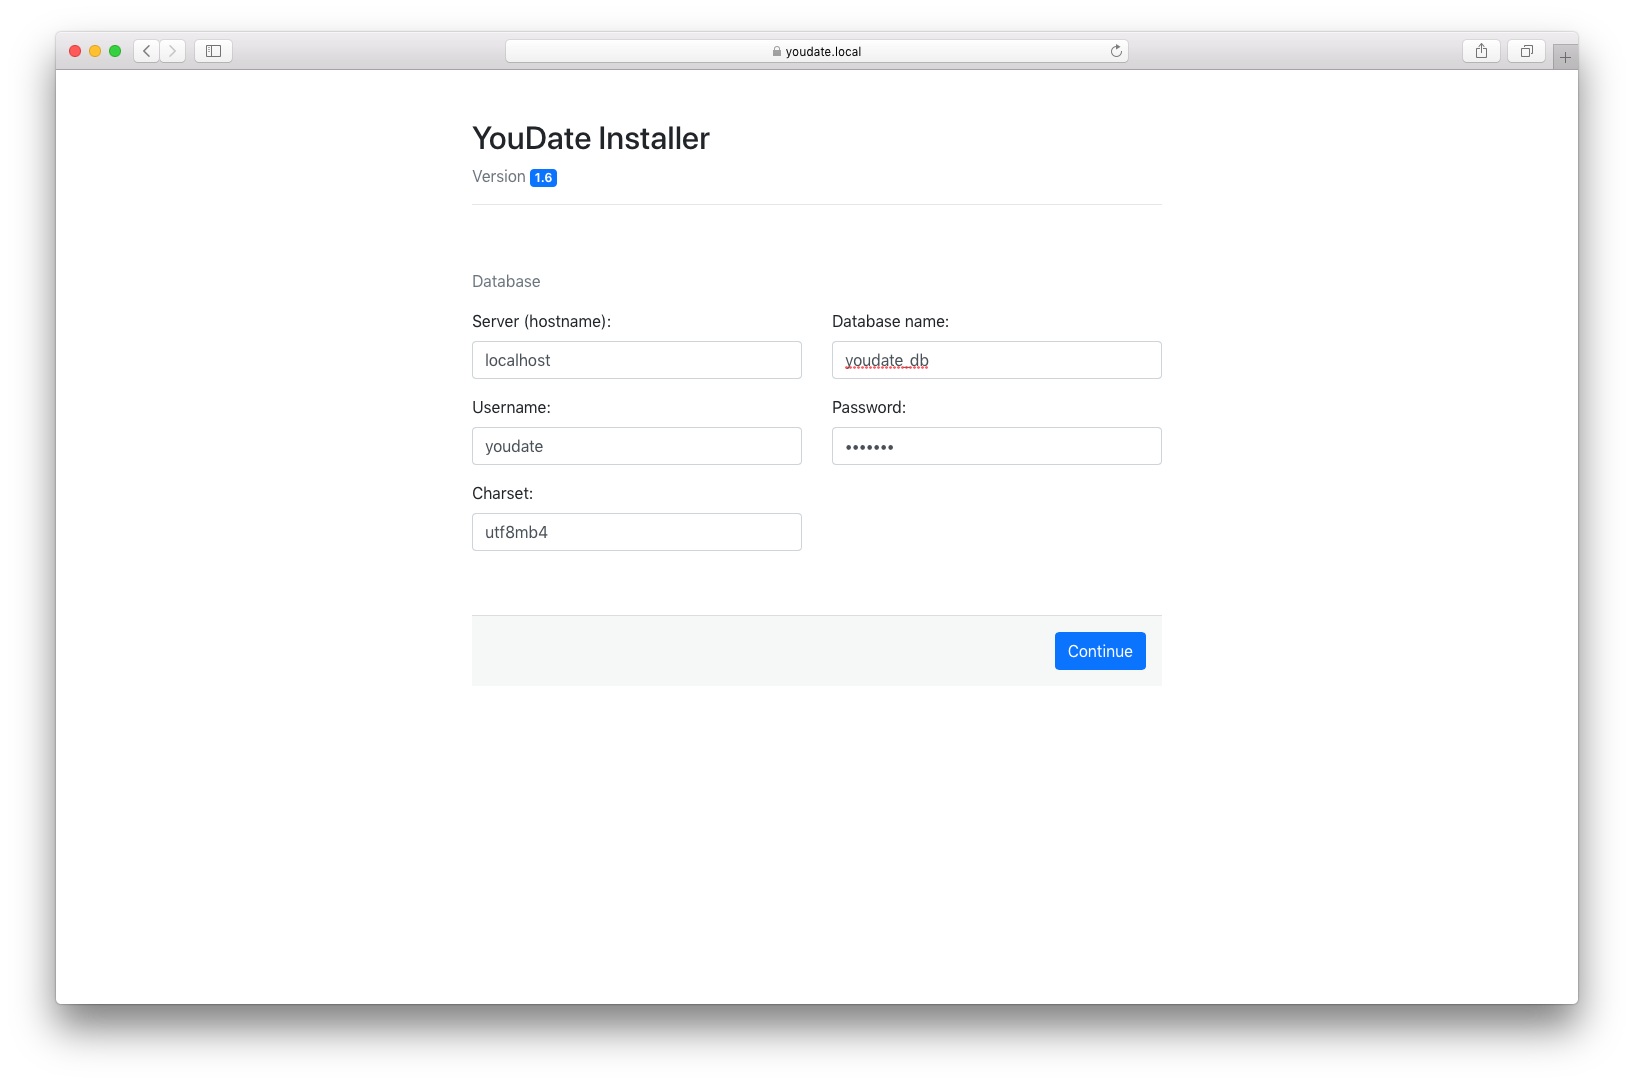 youdate.local
YouDate Installer
Version 1.6
Database
Server (hostname):
Database name:
localhost
youdate_db
Username:
Password:
youdate
•••••••
Charset:
utf8mb4
Continue